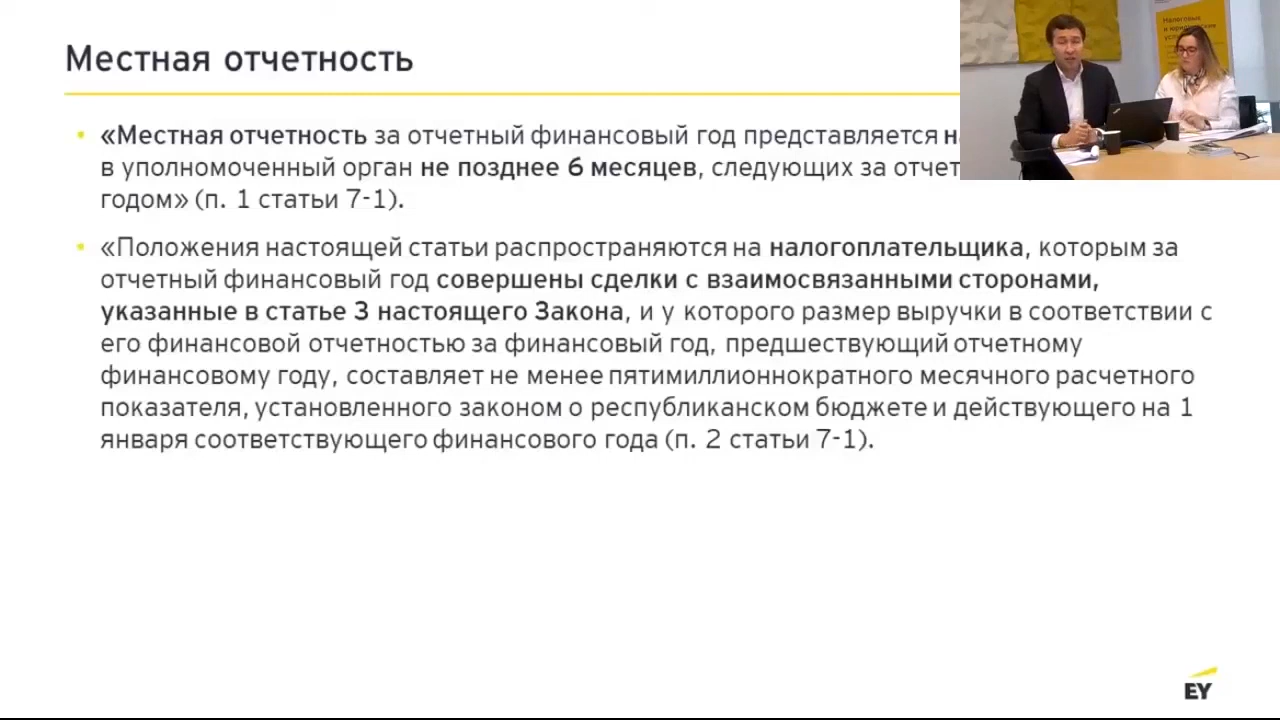 Местная отчетность
«Местная отчетность за отчетный финансовый год представляется
в уполномоченный орган не позднее 6 месяцев, следующих за
годом» (п. 1 статьи 7-1).
«Положения настоящей статьи распространяются на налогоплательщика, которым за
отчетный финансовый год совершены сделки с взаимосвязанными сторонами,
указанные в статье 3 настоящего Закона, и у которого размер выручки в соответствии с
его финансовой отчетностью за финансовый год, предшествующий отчетному
финансовому году, составляет не менее пятимиллионнократного месячного расчетного
показателя, установленного законом о республиканском бюджете и действующего на 1
января соответствующего финансового года (п. 2 статьи 7-1).
Налоговые
и юридические
EY